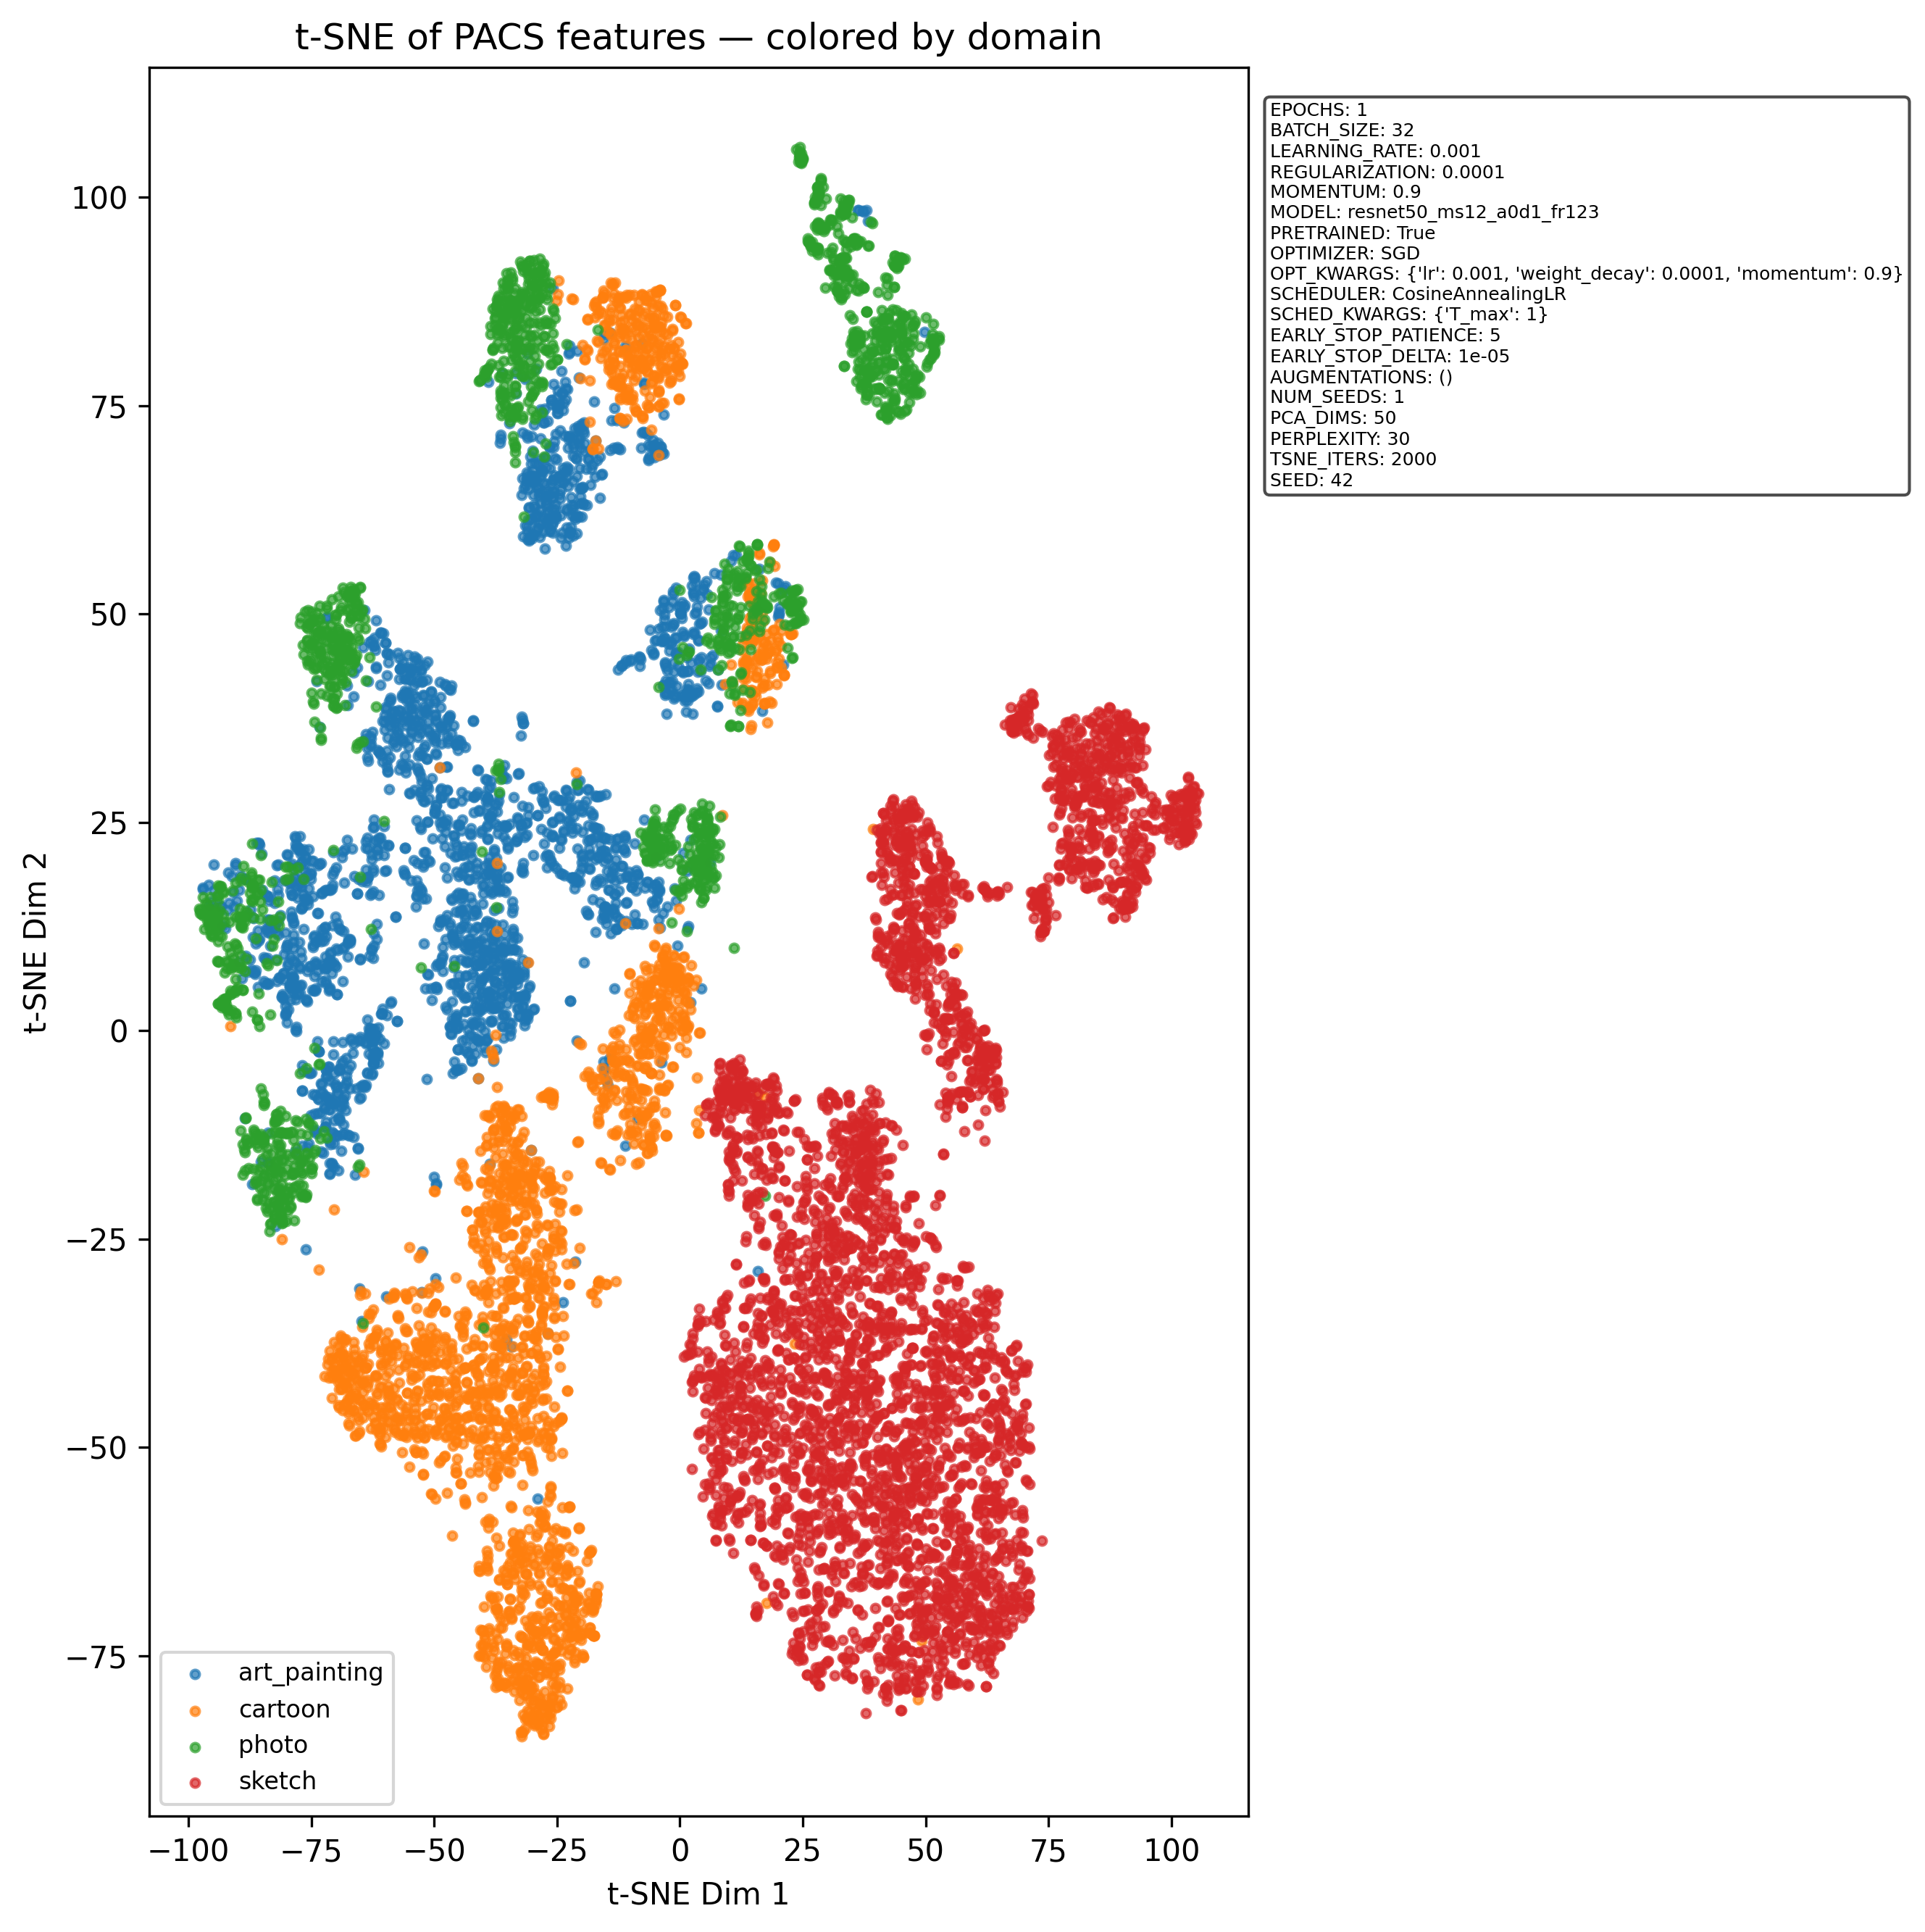 t-SNE of PACS features — colored by domain
EPOCHS: 1
BATCH_SIZE: 32
LEARNING_RATE: 0.001
REGULARIZATION: 0.0001
MOMENTUM: 0.9
MODEL: resnet50_ms12_a0d1_fr123
PRETRAINED: True
OPTIMIZER: SGD
OPT_KWARGS: {'lr': 0.001, 'weight_decay': 0.0001, 'momentum': 0.9}
SCHEDULER: CosineAnnealingLR
SCHED_KWARGS: {'T_max': 1}
EARLY_STOP_PATIENCE: 5
EARLY_STOP_DELTA: 1e-05
AUGMENTATIONS: ()
NUM_SEEDS: 1
PCA_DIMS: 50
PERPLEXITY: 30
TSNE_ITERS: 2000
SEED: 42
t-SNE Dim 2
100
75
50
25
0
−25
−50
−75
art_painting
cartoon
photo
sketch
−100 −75 −50 −25 0 25 50 75 100
t-SNE Dim 1